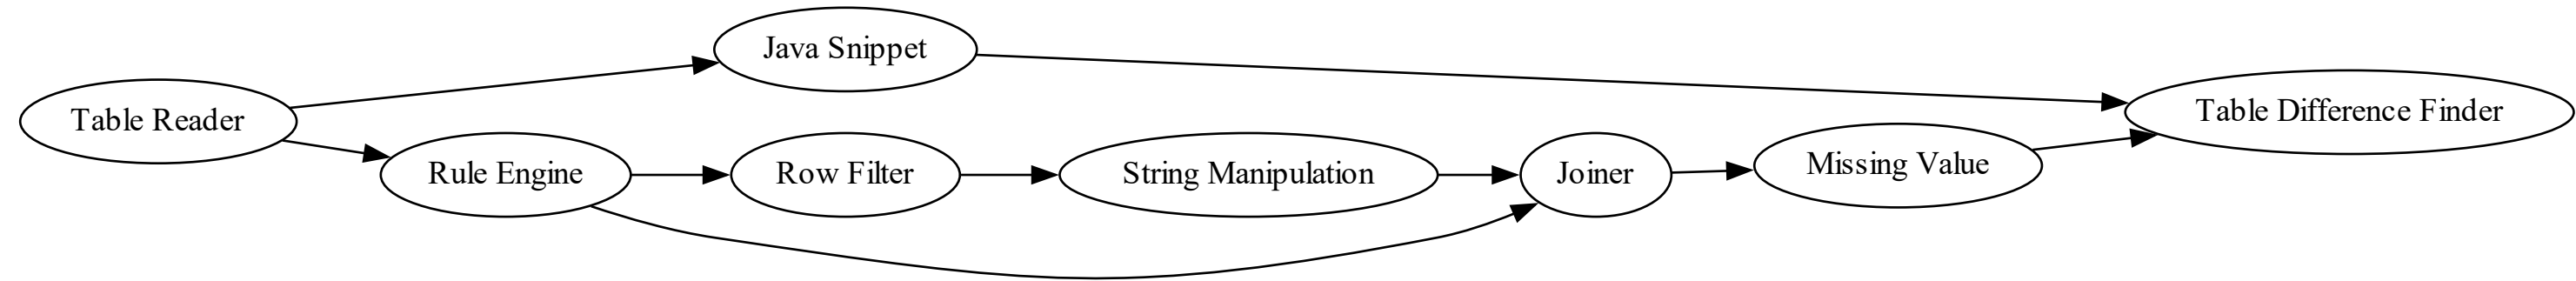 Java Snippet
Table Reader
Table Difference Finder
Rule Engine
Row Filter
String Manipulation
Joiner
Missing Value